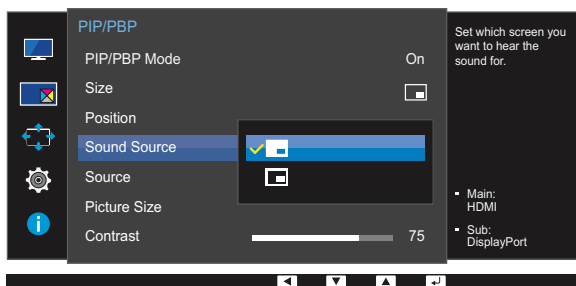 PIP/PBP
PIP/PBP Mode On
Size
Position
Sound Source
Source
Picture Size
Contrast 75
Set which screen you
want to hear the
sound for.
Main:
HDMI
Sub:
DisplayPort